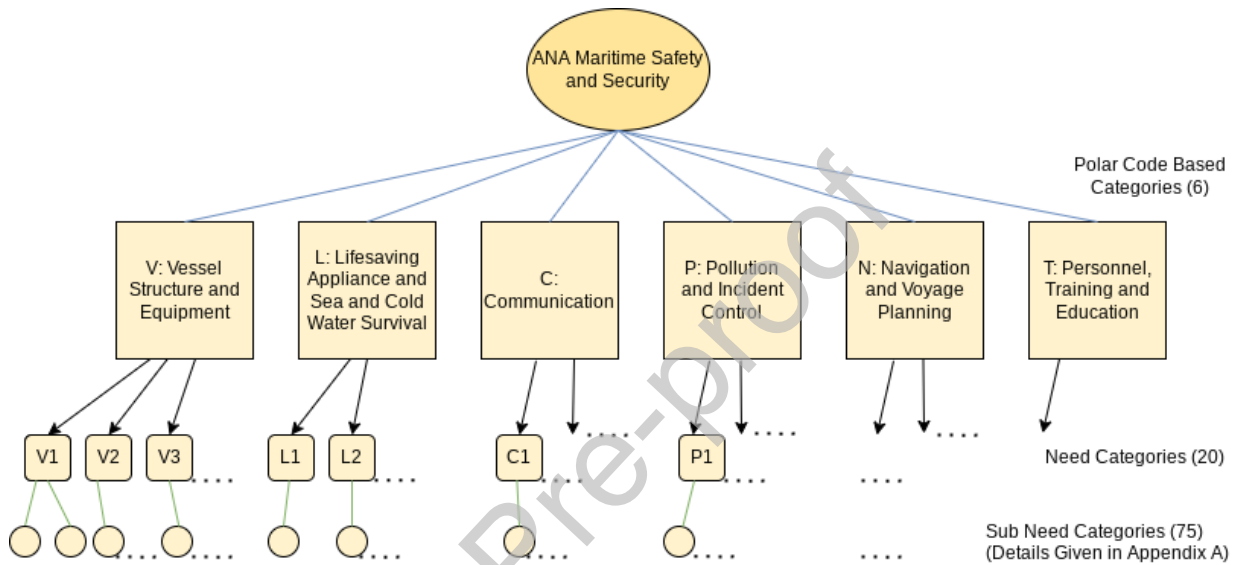 ANA Maritime Safety
and Security
Polar Code Based
Categories (6)
V: Vessel
Structure and
Equipment
L: Lifesaving
Appliance and
Sea and Cold
Water Survival
C:
Communication
P: Pollution
and Incident
Control
N: Navigation
and Voyage
Planning
T: Personnel,
Training and
Education
V1
V2
V3
....
L1
L2
....
C1
....
P1
....
....
....
Need Categories (20)
....
....
....
....
....
....
Sub Need Categories (75)
(Details Given in Appendix A)
Pre-proof